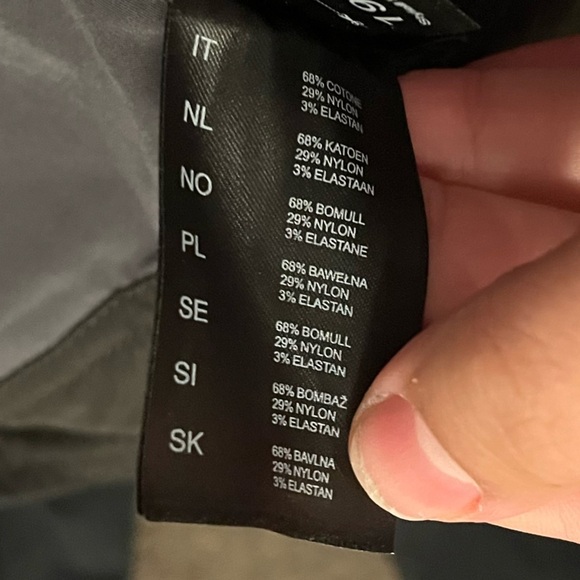 IT
68% COTONE
29% NYLON
3% ELASTAN
NL
68% KATOEN
29% NYLON
3% ELASTAAN
NO
68% BOMULL
29% NYLON
3% ELASTANE
PL
68% BAWEŁNA
29% NYLON
3% ELASTAN
SE
68% BOMULL
29% NYLON
3% ELASTAN
SI
68% BOMBAŽ
29% NYLON
3% ELASTAN
SK
68% BAVLNA
29% NYLON
3% ELASTAN